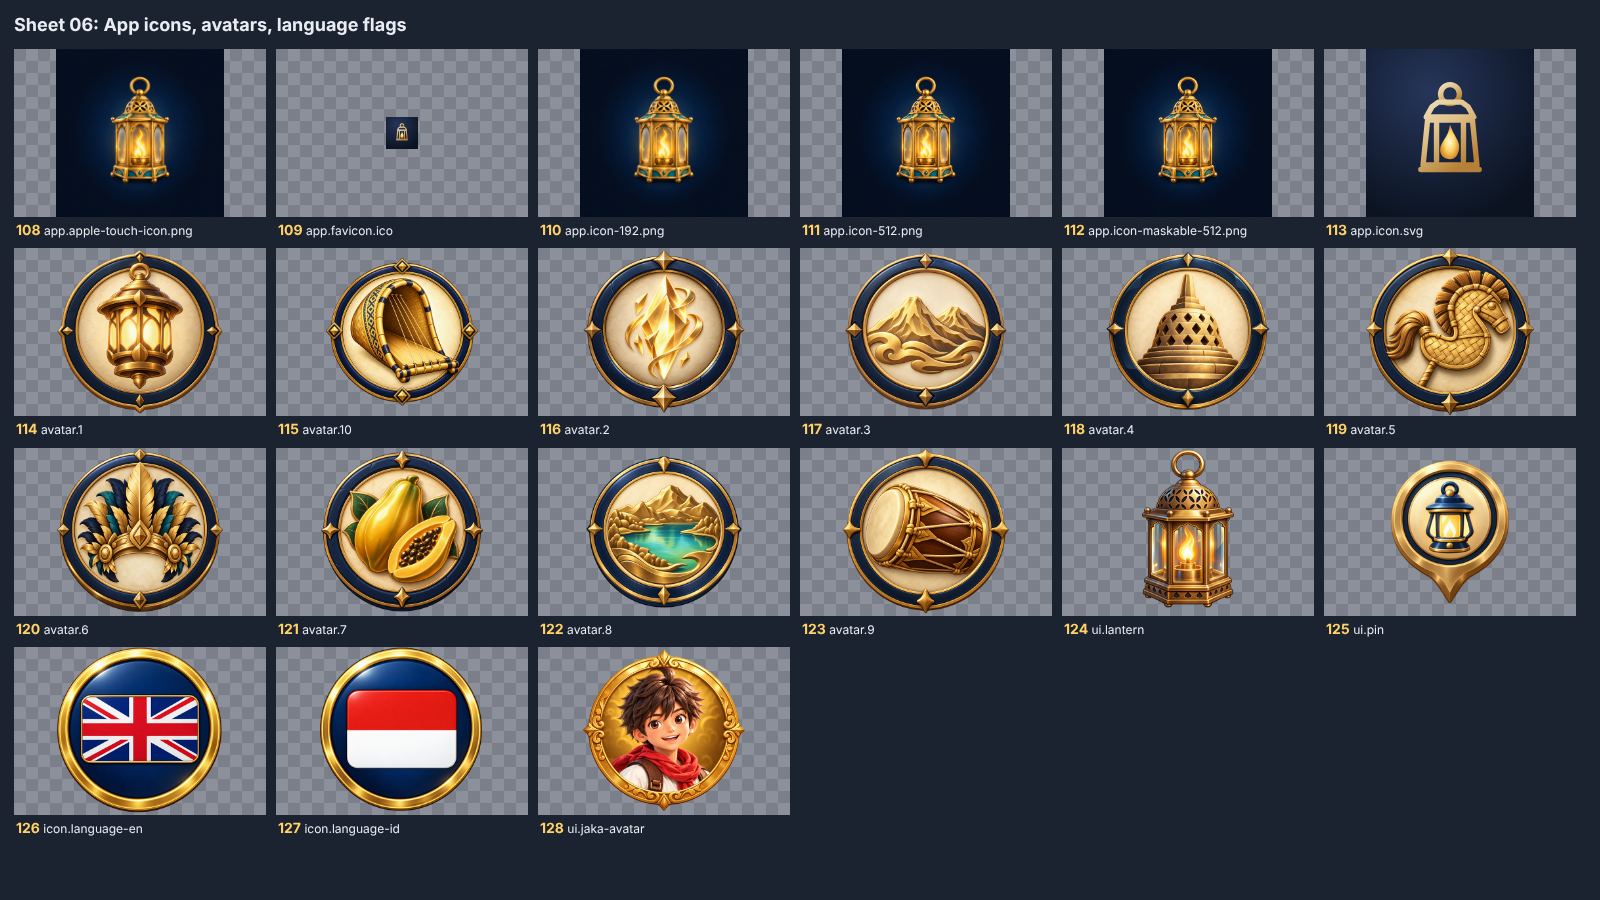 Sheet 06: App icons, avatars, language flags
108 app.apple-touch-icon.png
109 app.favicon.ico
110 app.icon-192.png
111 app.icon-512.png
112 app.icon-maskable-512.png
113 app.icon.svg
114 avatar.1
115 avatar.10
116 avatar.2
117 avatar.3
118 avatar.4
119 avatar.5
120 avatar.6
121 avatar.7
122 avatar.8
123 avatar.9
124 ui.lantern
125 ui.pin
126 icon.language-en
127 icon.language-id
128 ui.jaka-avatar